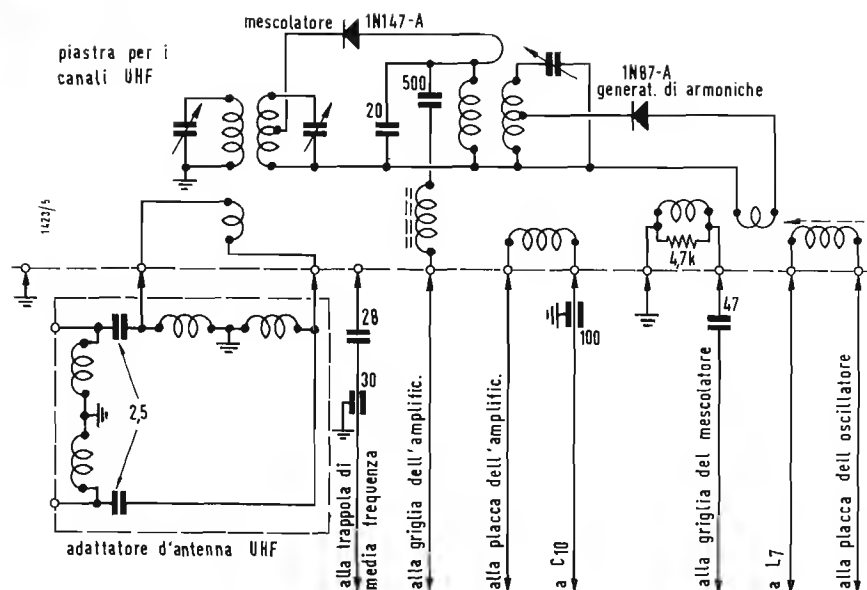 mescolatore
1N147-A
piastra per i
canali UHF
1N87-A
generat. di armoniche
500
20
1423/5
4,7k
28
30
100
47
2,5
adattatore d'antenna UHF
alla trappola di
media frequenza
alla griglia dell'amplific.
alla placca dell'amplific.
a C10
alla griglia del mescolatore
a L7
alla placca dell'oscillatore